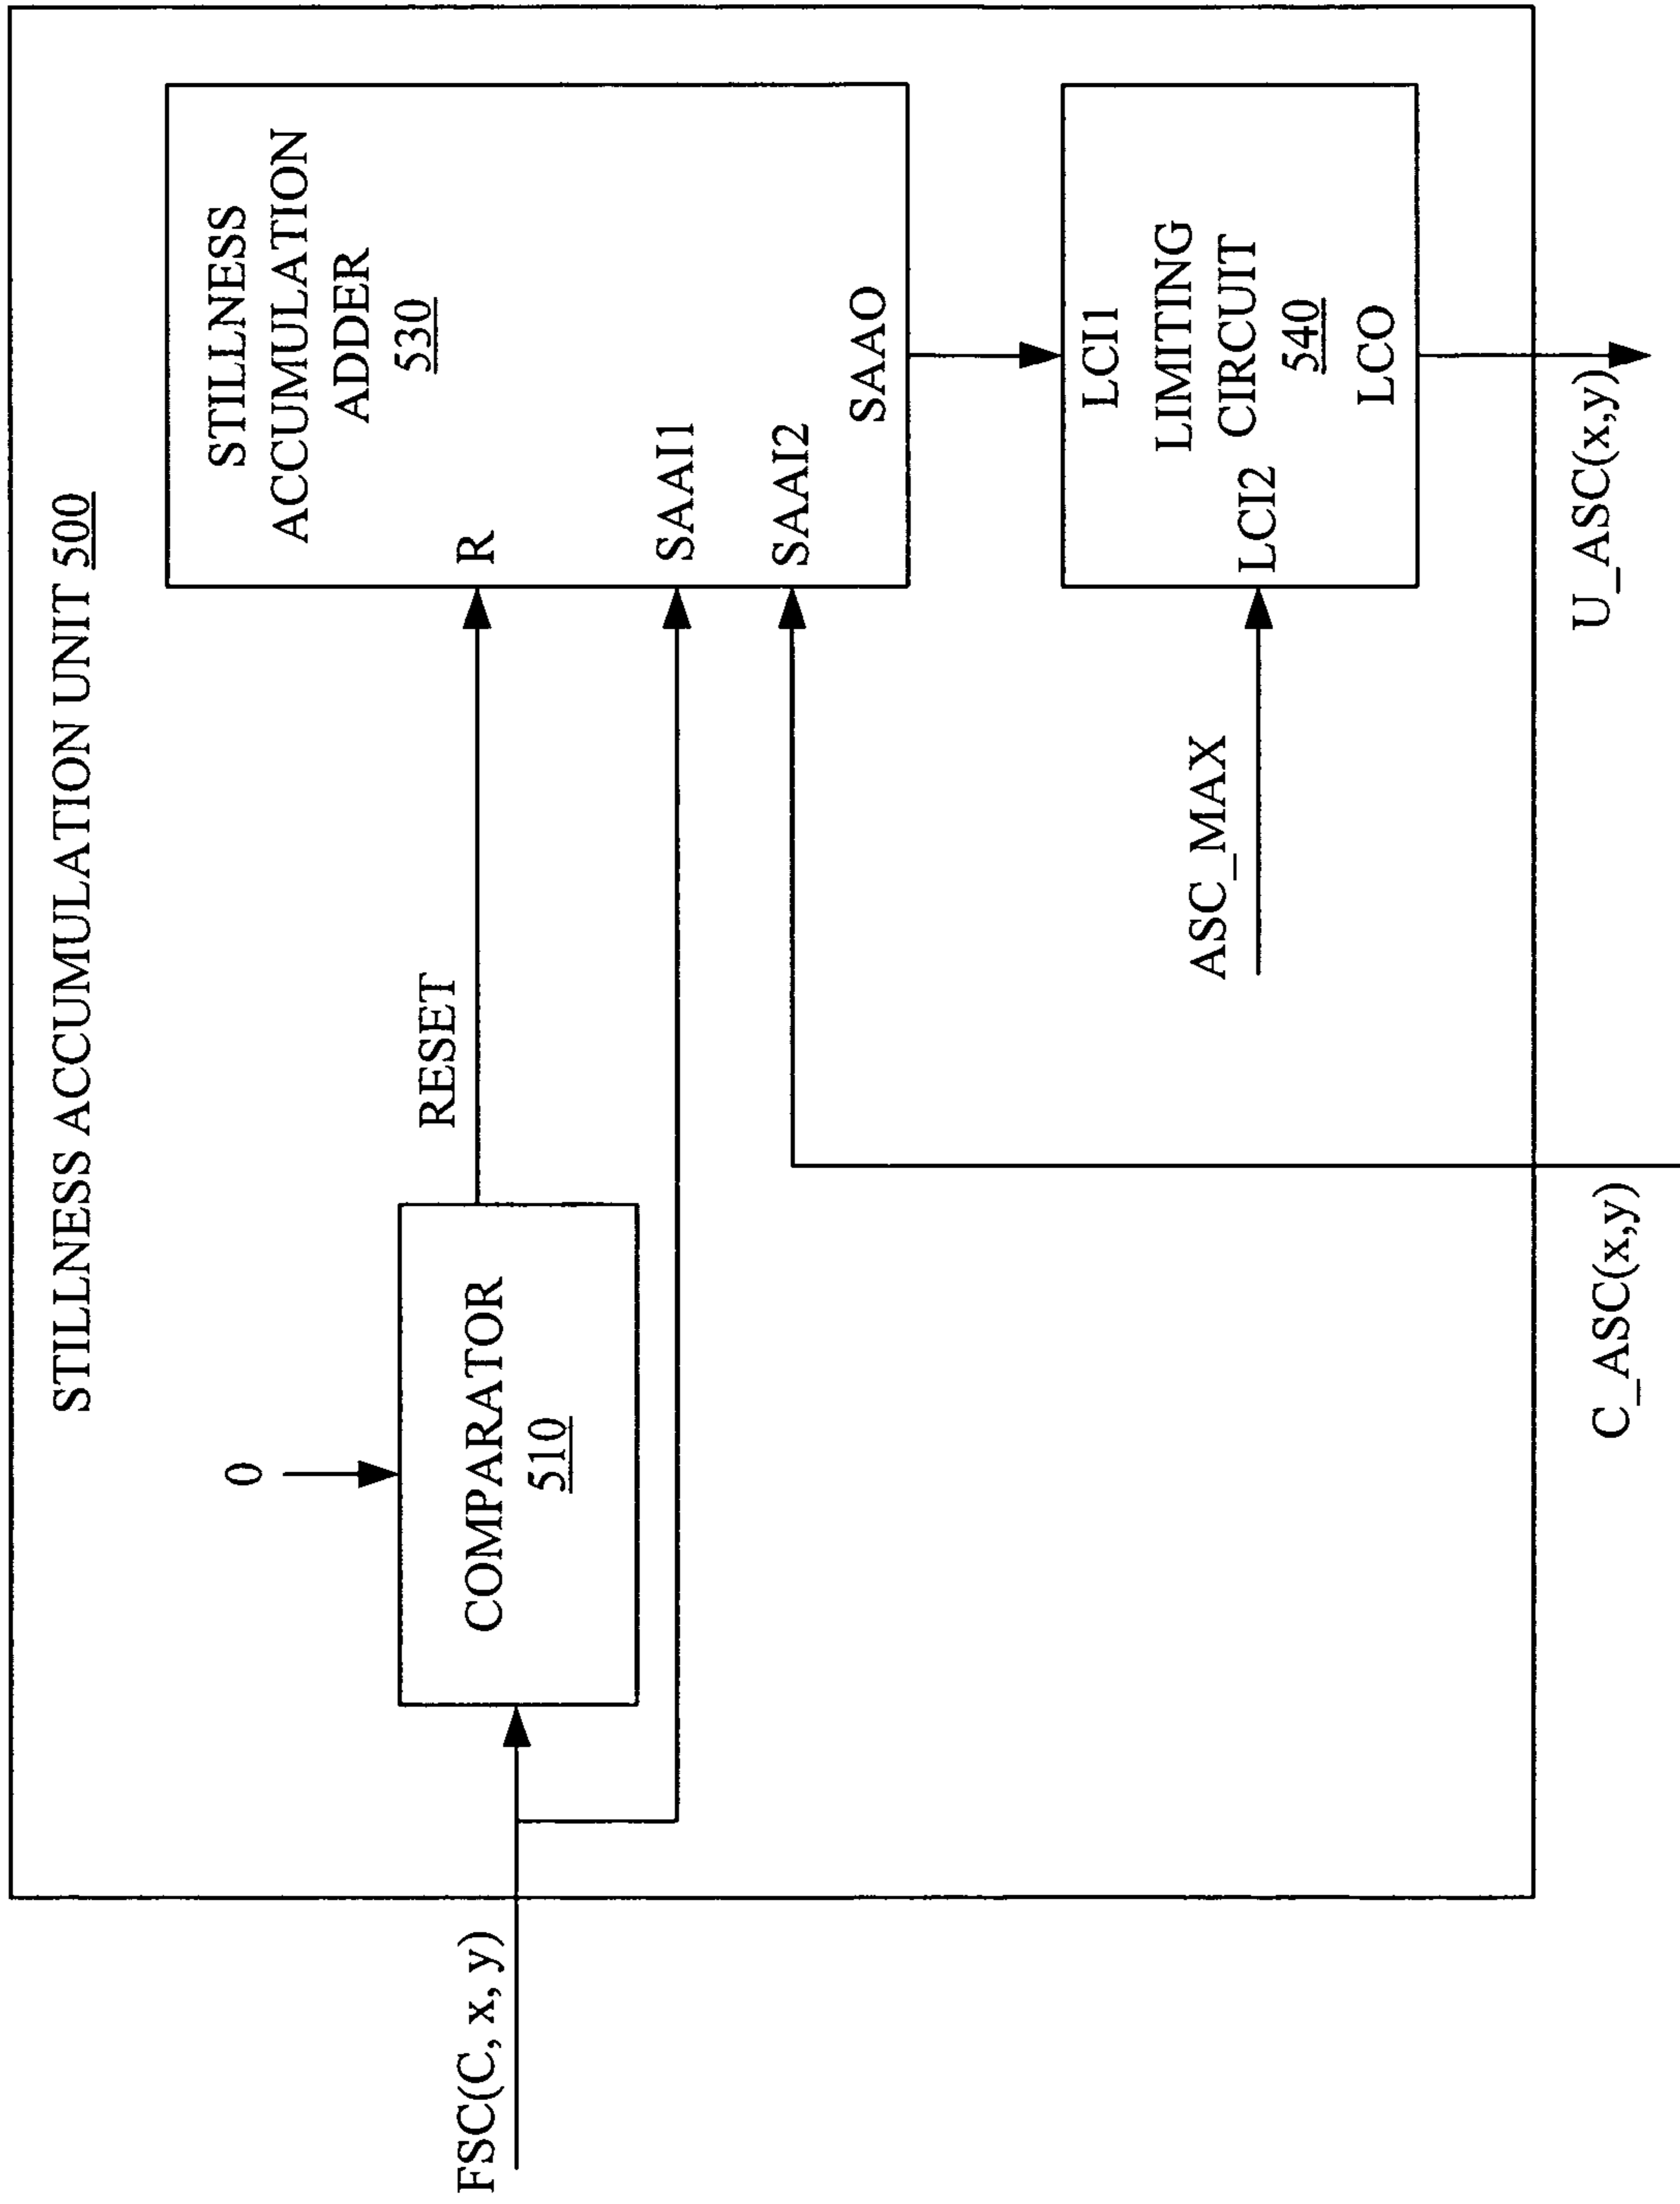 STILLNESS ACCUMULATION UNIT 500
FSC(C, x, y)
0
COMPARATOR
510
RESET
STILLNESS
ACCUMULATION
ADDER
530
R
SAAI1
SAAI2
SAAO
ASC_MAX
LCI1
LIMITING
LCI2 CIRCUIT
540
LCO
C_ASC(x,y)
U_ASC(x,y)